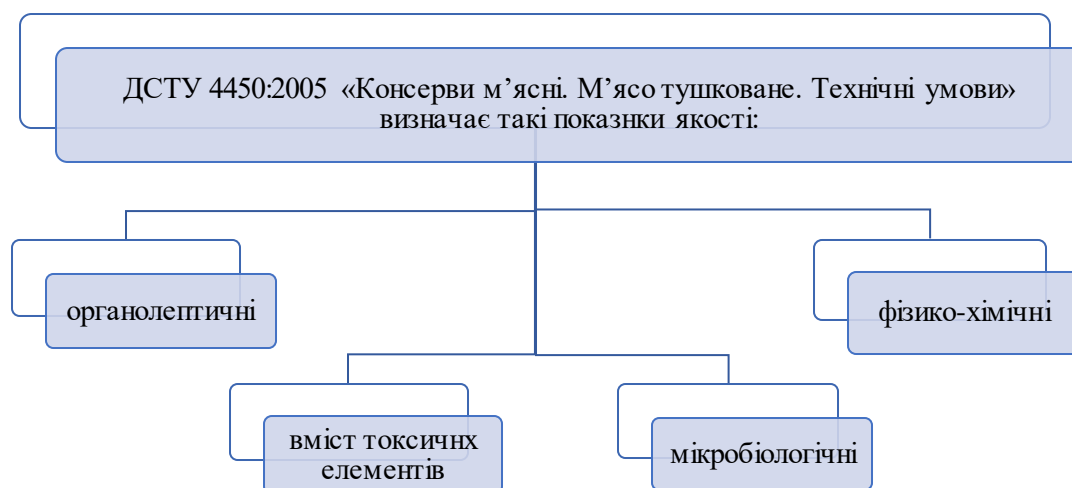 ДСТУ 4450:2005 «Консерви м’ясні. М’ясо тушковане. Технічні умови»
визначає такі показнки якості:
органолептичні
фізико-хімічні
вміст токсичнх
елементів
мікробіологічні